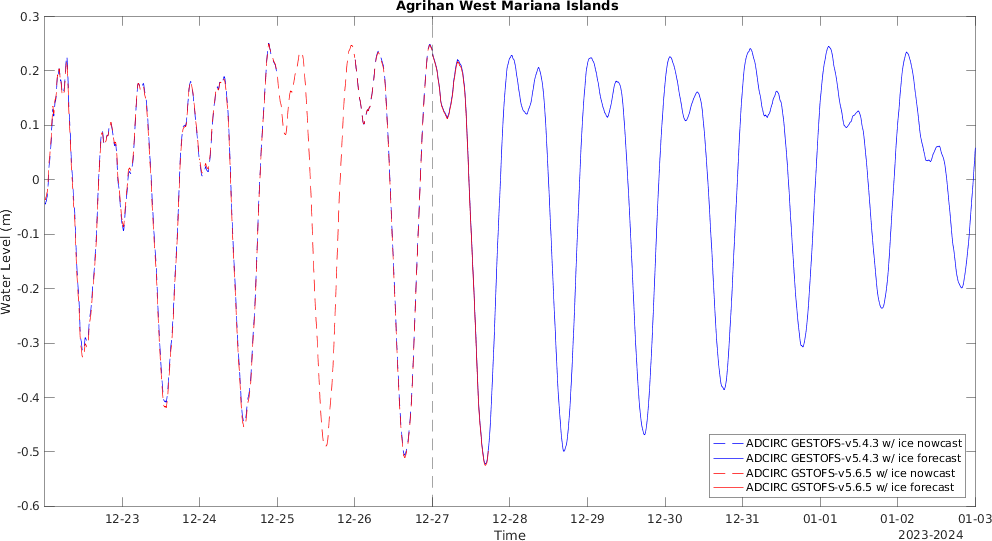 Agrihan West Mariana Islands
0.3
0.2
0.1
0
-0.1
-0.2
-0.3
-0.4
-0.5
-0.6
Water Level (m)
12-23 12-24 12-25 12-26 12-27 12-28 12-29 12-30 12-31 01-01 01-02 01-03
Time
2023-2024
ADCIRC GESTOFS-v5.4.3 w/ ice nowcast
ADCIRC GESTOFS-v5.4.3 w/ ice forecast
ADCIRC GSTOFS-v5.6.5 w/ ice nowcast
ADCIRC GSTOFS-v5.6.5 w/ ice forecast